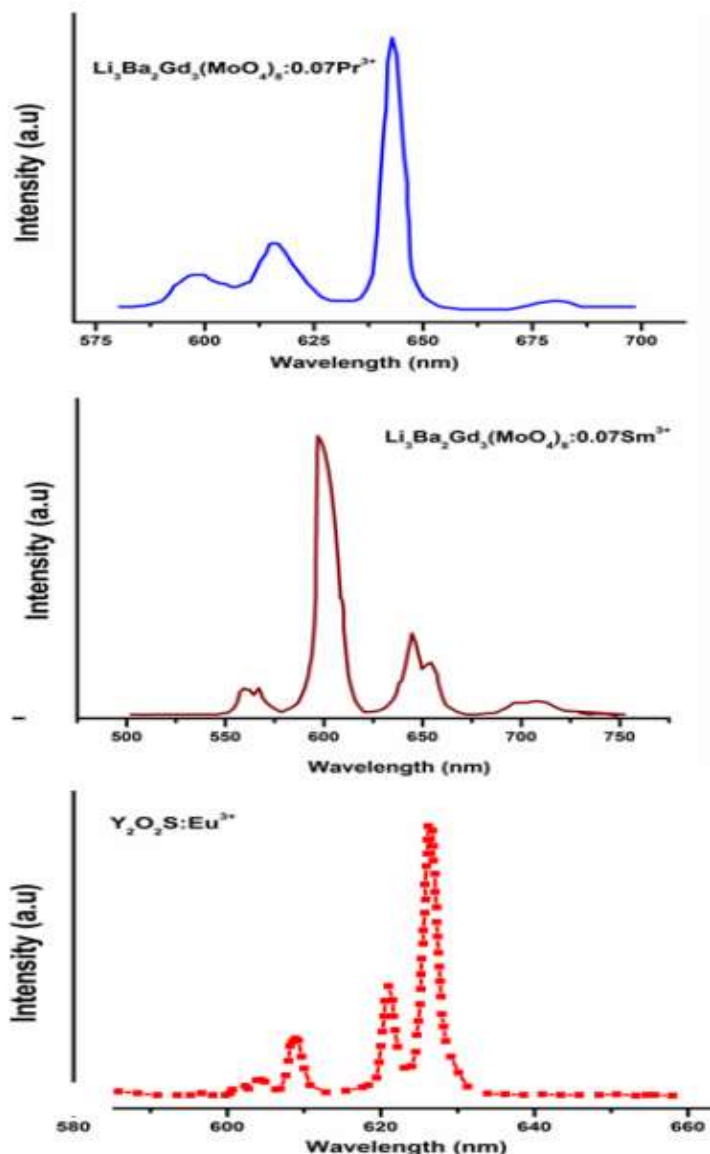 Li₃Ba₂Gd₃(MoO₄)₈:0.07Pr³⁺
Intensity (a.u)
575 600 625 650 675 700
Wavelength (nm)
Li₃Ba₂Gd₃(MoO₄)₈:0.07Sm³⁺
Intensity (a.u)
500 550 600 650 700 750
Wavelength (nm)
Y₂O₂S:Eu³⁺
Intensity (a.u)
580 600 620 640 660
Wavelength (nm)